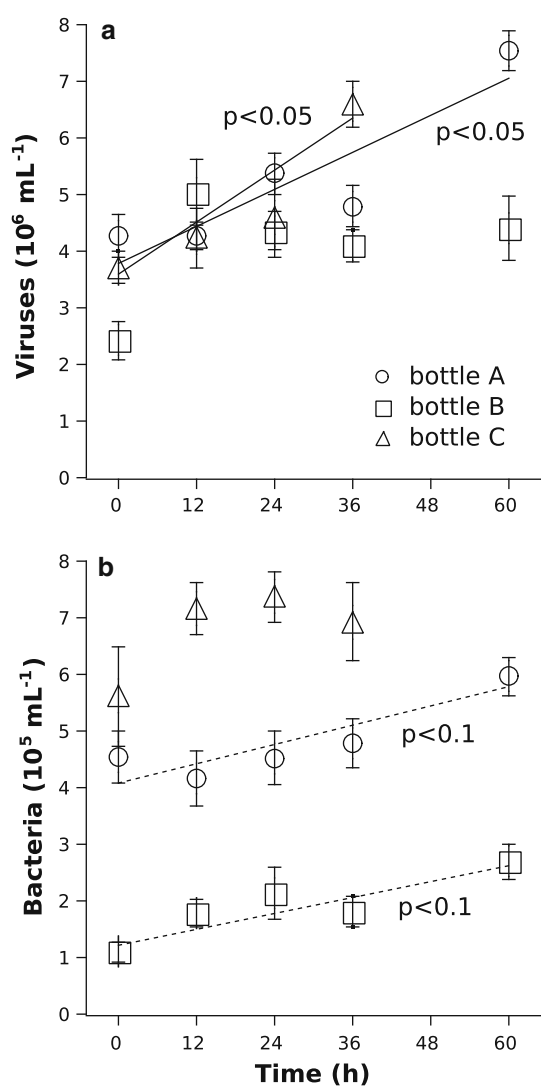 a
Viruses (10⁶ mL⁻¹)
8
7
6
5
4
3
2
1
0
p<0.05
p<0.05
bottle A
bottle B
bottle C
0 12 24 36 48 60
b
Bacteria (10⁵ mL⁻¹)
8
7
6
5
4
3
2
1
0
p<0.1
p<0.1
0 12 24 36 48 60
Time (h)